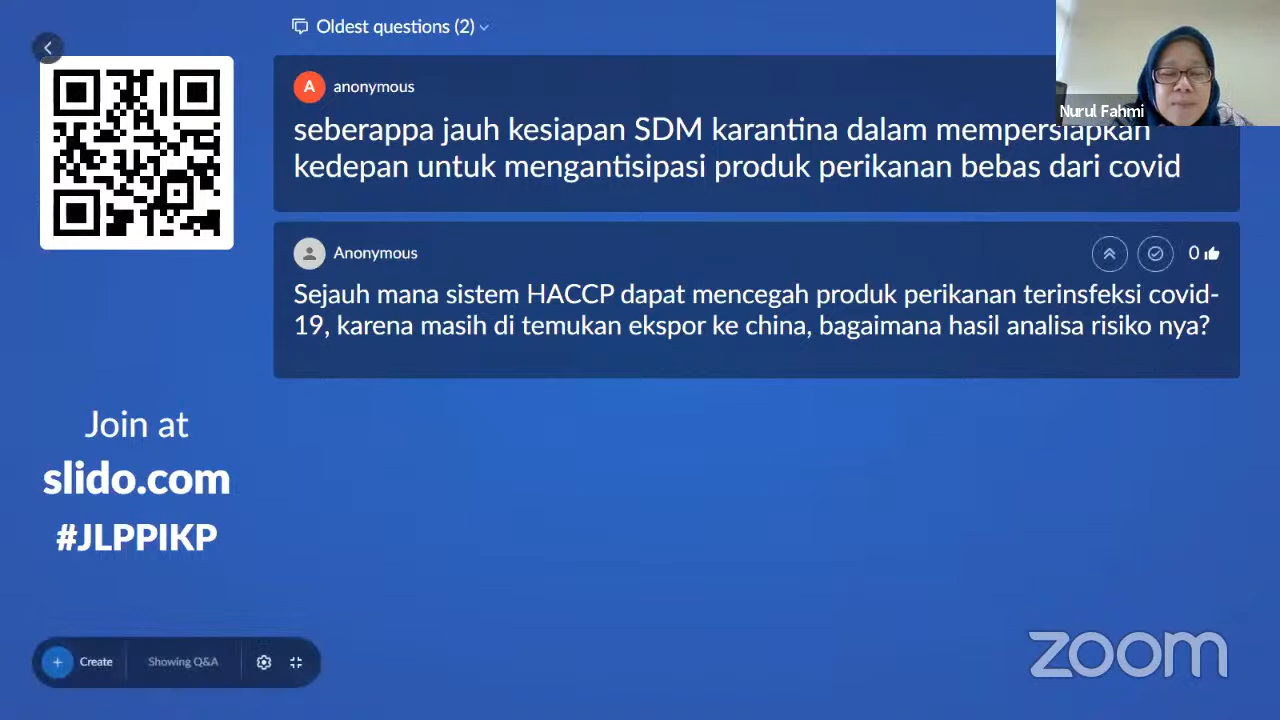 Oldest questions (2)
A anonymous
seberappa jauh kesiapan SDM karantina dalam mempersiapkan
kedepan untuk mengantisipasi produk perikanan bebas dari covid
Nurul Fahmi
Anonymous
0
Sejauh mana sistem HACCP dapat mencegah produk perikanan terinsfeksi covid-
19, karena masih di temukan ekspor ke china, bagaimana hasil analisa risiko nya?
Join at
slido.com
#JLPPIKP
Create
Showing Q&A
zoom